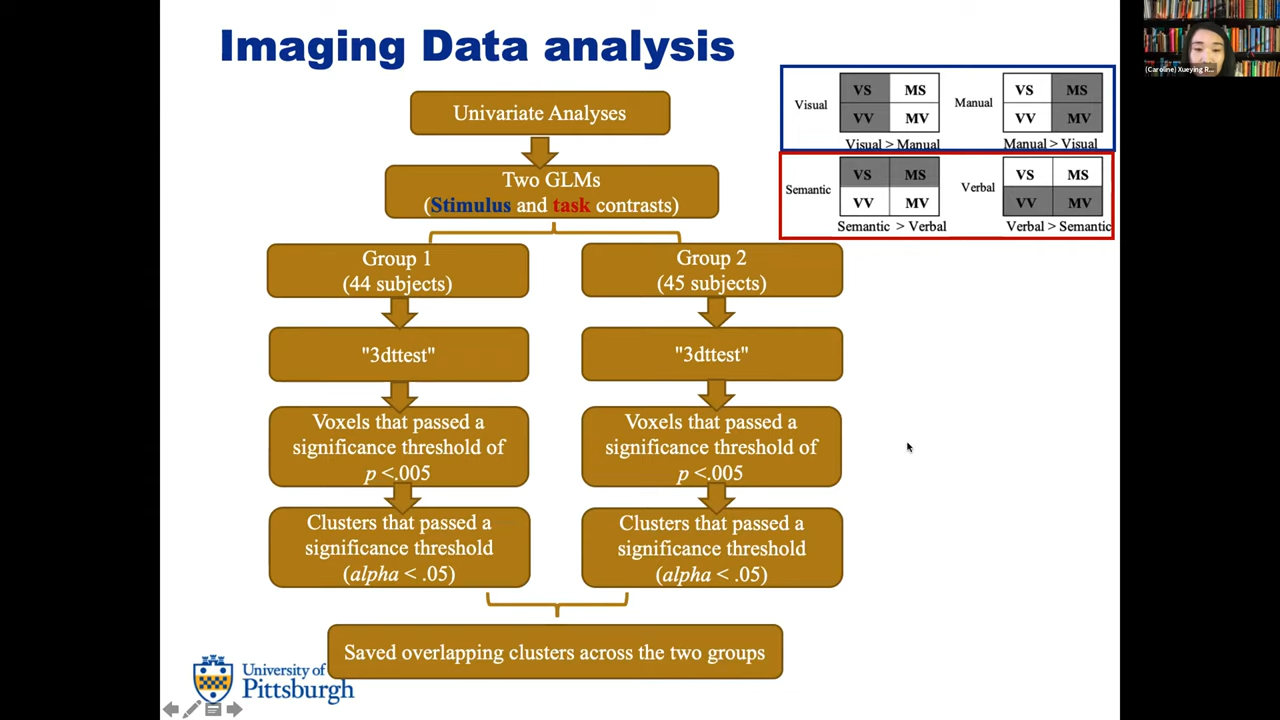 Imaging Data analysis
(Caroline) Xueying R...
Univariate Analyses
Two GLMs
(Stimulus and task contrasts)
Visual
VS MS
VV MV
Visual > Manual
Manual
VS MS
VV MV
Manual > Visual
Semantic
VS MS
VV MV
Semantic > Verbal
Verbal
VS MS
VV MV
Verbal > Semantic
Group 1
(44 subjects)
"3dttest"
Voxels that passed a
significance threshold of
p <.005
Clusters that passed a
significance threshold
(alpha < .05)
Group 2
(45 subjects)
"3dttest"
Voxels that passed a
significance threshold of
p <.005
Clusters that passed a
significance threshold
(alpha < .05)
Saved overlapping clusters across the two groups
University of
Pittsburgh